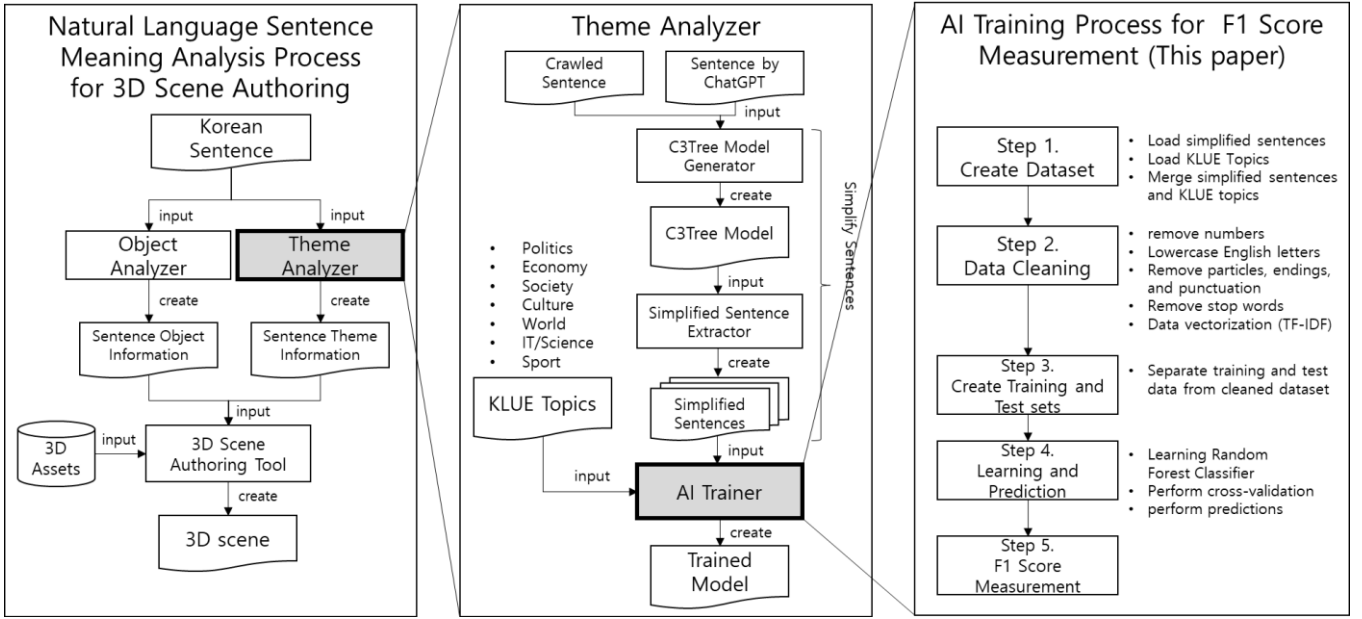 Natural Language Sentence
Meaning Analysis Process
for 3D Scene Authoring
Korean
Sentence
input
input
Object
Analyzer
Theme
Analyzer
create
create
Sentence Object
Information
Sentence Theme
Information
input
3D
Assets
input
3D Scene
Authoring Tool
create
3D scene
Theme Analyzer
Crawled
Sentence
Sentence by
ChatGPT
input
C3Tree Model
Generator
create
C3Tree Model
input
Simplified Sentence
Extractor
create
Simplified
Sentences
Simplify Sentences
• Politics
• Economy
• Society
• Culture
• World
• IT/Science
• Sport
KLUE Topics
input
input
AI Trainer
create
Trained
Model
AI Training Process for F1 Score
Measurement (This paper)
Step 1.
Create Dataset
• Load simplified sentences
• Load KLUE Topics
• Merge simplified sentences
and KLUE topics
Step 2.
Data Cleaning
• remove numbers
• Lowercase English letters
• Remove particles, endings,
and punctuation
• Remove stop words
• Data vectorization (TF-IDF)
Step 3.
Create Training and
Test sets
• Separate training and test
data from cleaned dataset
Step 4.
Learning and
Prediction
• Learning Random
Forest Classifier
• Perform cross-validation
• perform predictions
Step 5.
F1 Score
Measurement